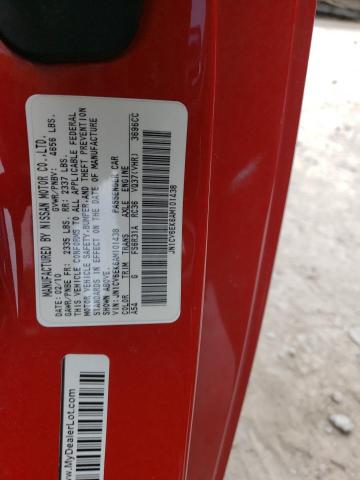 MANUFACTURED BY NISSAN MOTOR CO.,LTD.
DATE: 02/10 GVWR/PNBV: 4656 LBS.
GAWR/PNBE FR: 2335 LBS. RR: 2337 LBS.
THIS VEHICLE CONFORMS TO ALL APPLICABLE FEDERAL
MOTOR VEHICLE SAFETY,BUMPER,AND THEFT PREVENTION
STANDARDS IN EFFECT ON THE DATE OF MANUFACTURE
SHOWN ABOVE.
VIN:JN1CV6EK6AM101438 PASSENGER CAR
COLOR TRIM TRANS AXLE ENGINE
A54 G FS6R31A RC36 VQ37(VHR) 3696CC
JN1CV6EK6AM101438
www.MyDealerLot.com